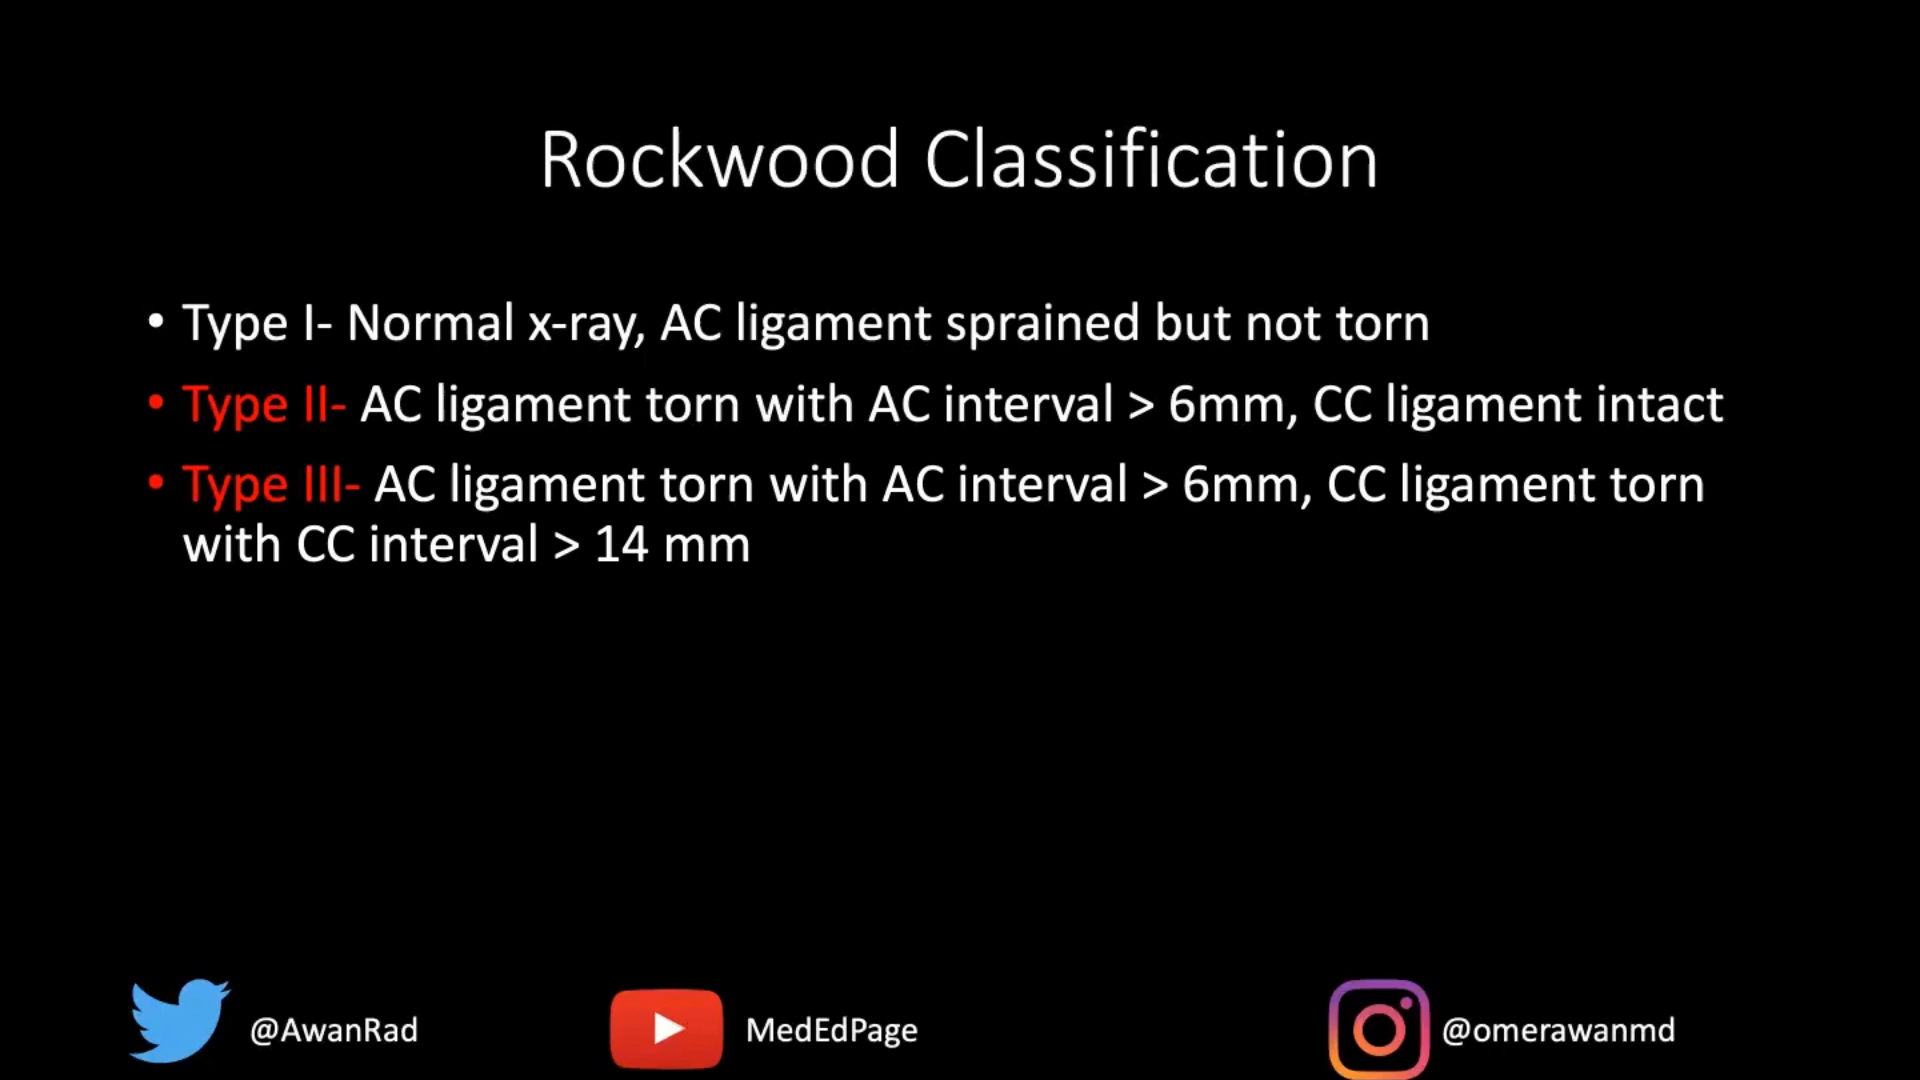 Rockwood Classification
• Type I- Normal x-ray, AC ligament sprained but not torn
• Type II- AC ligament torn with AC interval > 6mm, CC ligament intact
• Type III- AC ligament torn with AC interval > 6mm, CC ligament torn
with CC interval > 14 mm
@AwanRad
MedEdPage
@omerawanmd